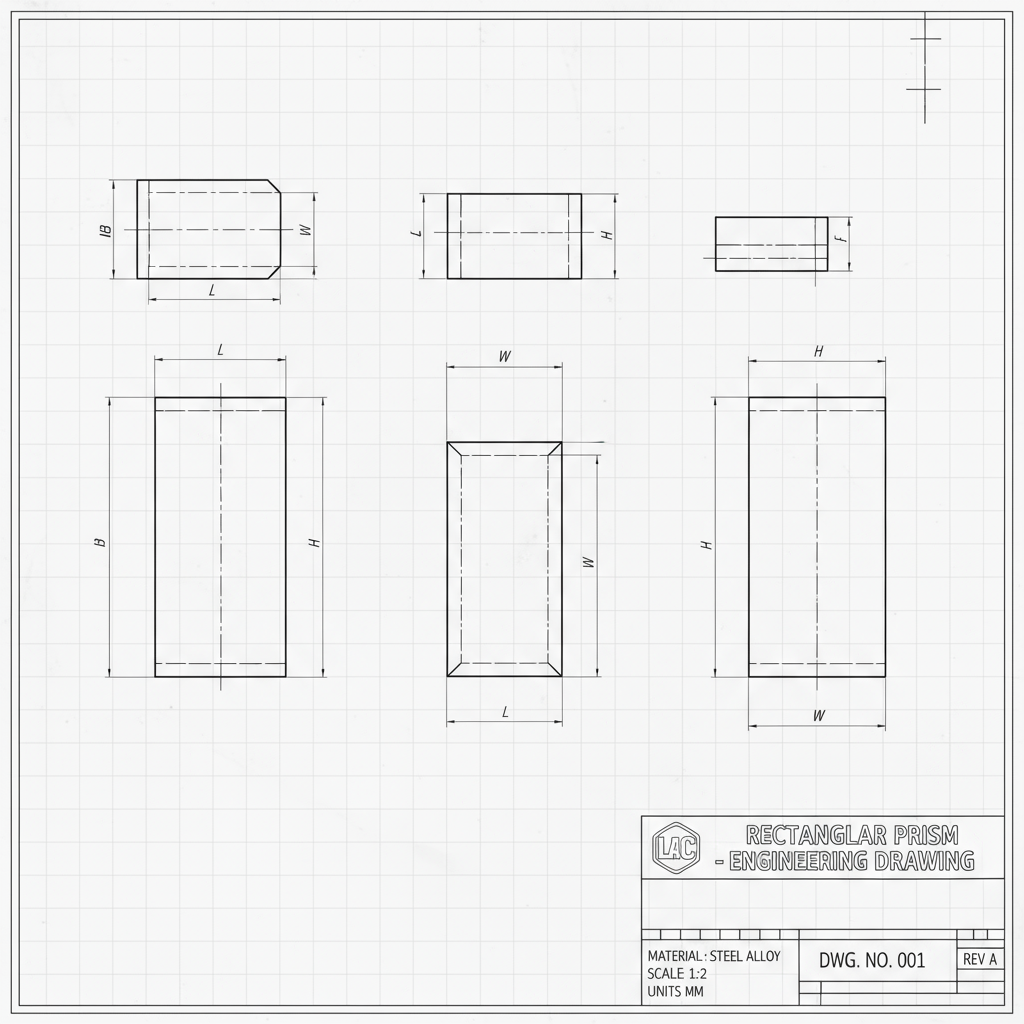 IB
W
L
L
H
F
L
B
H
W
W
L
H
H
W
LAC
RECTANGLAR PRISM
- ENGINEERING DRAWING
MATERIAL: STEEL ALLOY
SCALE 1:2
UNITS MM
DWG. NO. 001
REV A